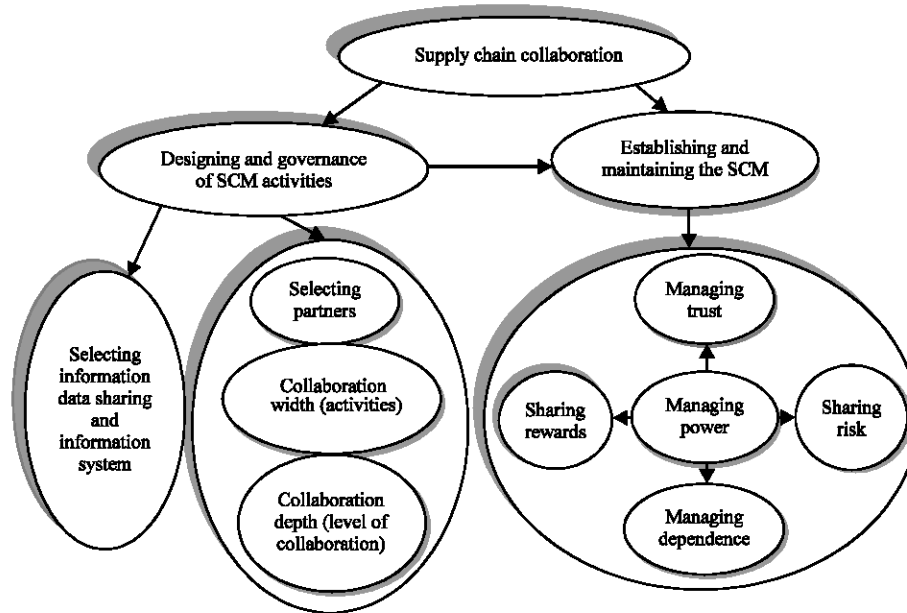 Supply chain collaboration
Designing and governance
of SCM activities
Establishing and
maintaining the SCM
Selecting
information
data sharing
and
information
system
Selecting
partners
Collaboration
width (activities)
Collaboration
depth (level of
collaboration)
Managing
trust
Sharing
rewards
Managing
power
Sharing
risk
Managing
dependence